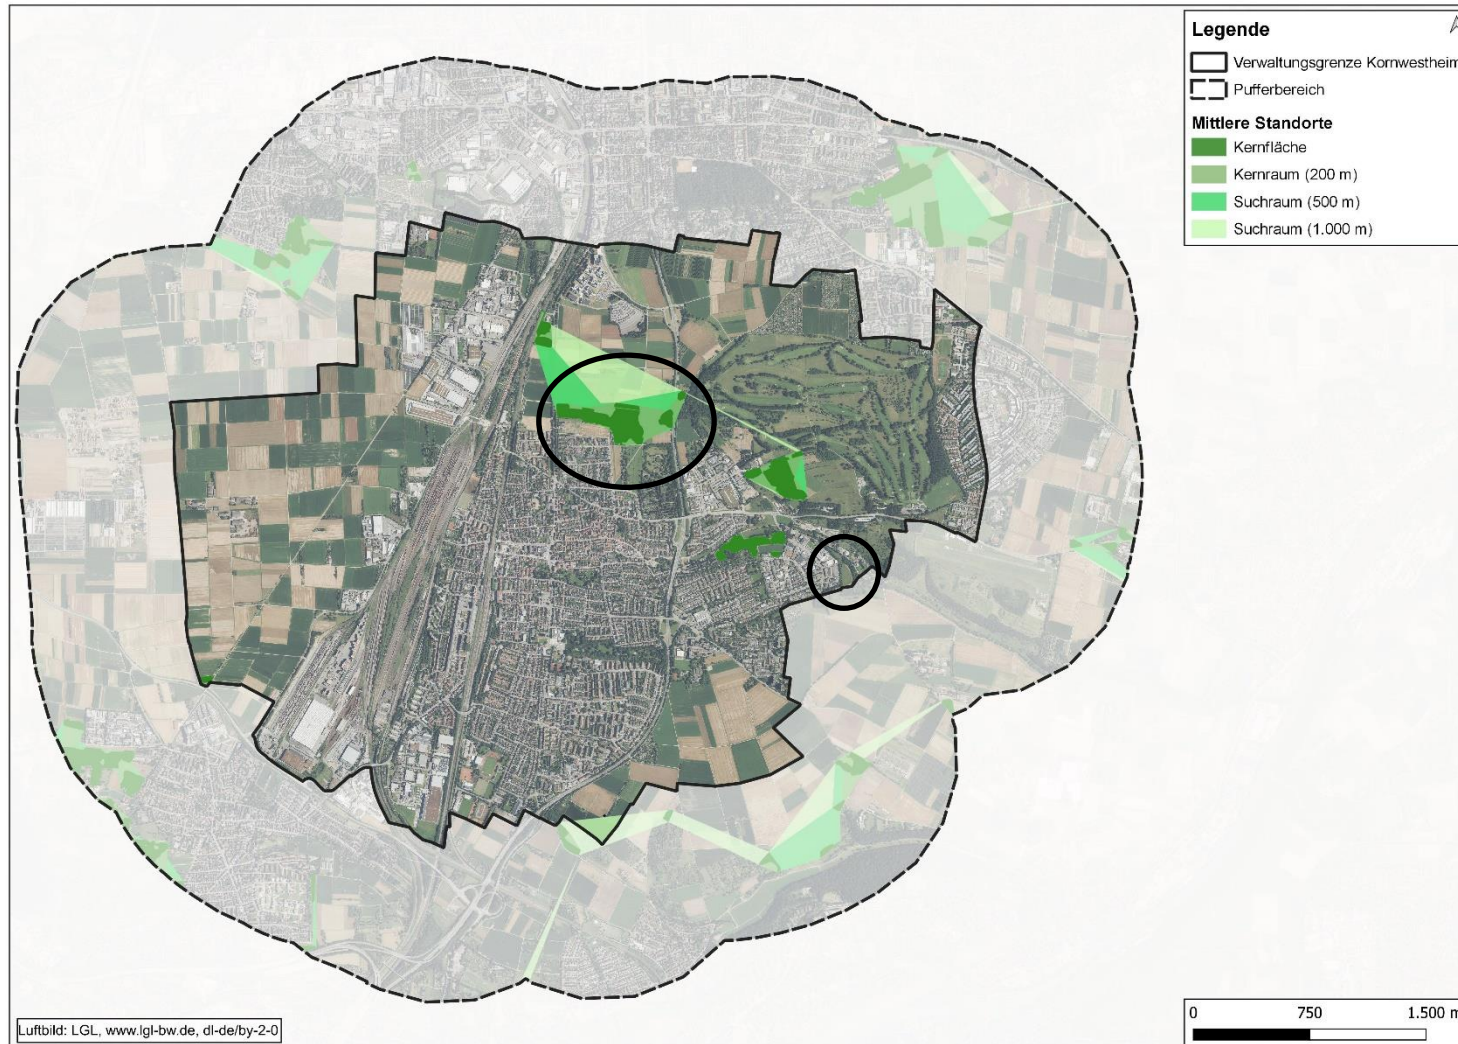 Legende
Verwaltungsgrenze Kornwestheim
Pufferbereich
Mittlere Standorte
Kernfläche
Kernraum (200 m)
Suchraum (500 m)
Suchraum (1.000 m)
Luftbild: LGL, www.lgl-bw.de, dl-de/by-2-0
0 750 1.500 m